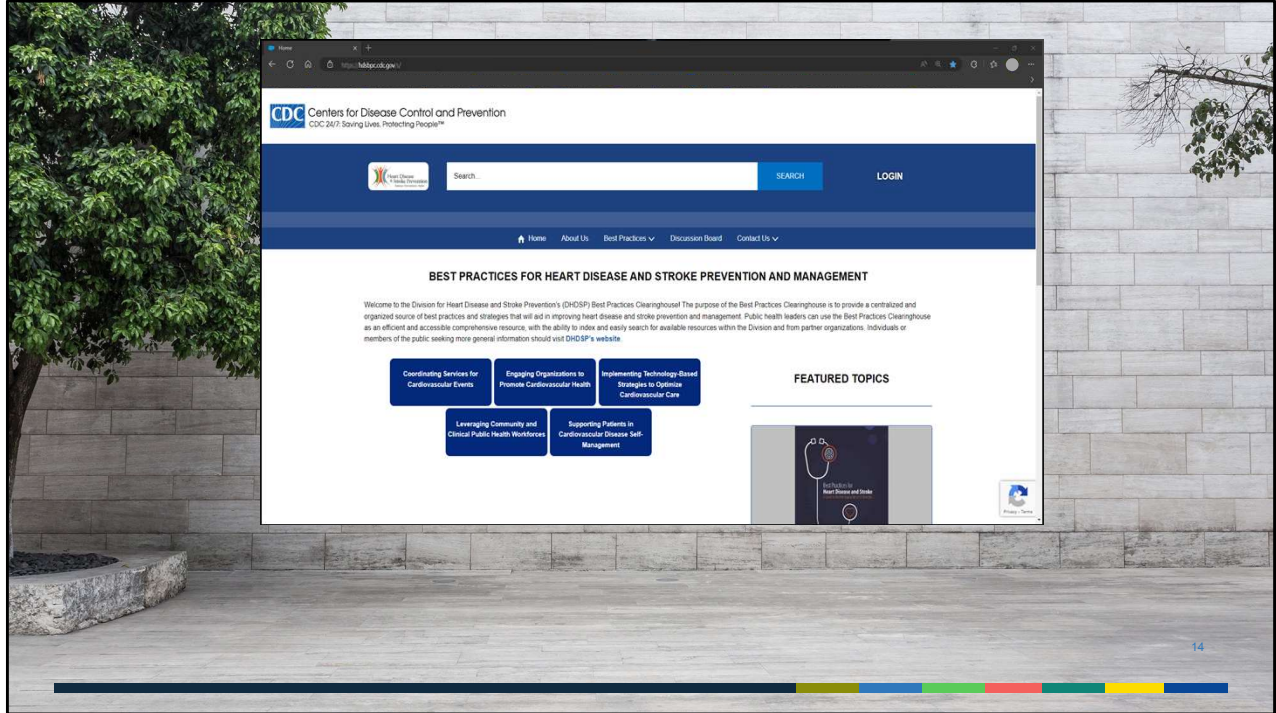 Home
CDC
Centers for Disease Control and Prevention
CDC 24/7: Saving Lives, Protecting People™
Heart Disease
& Stroke Prevention
Search...
SEARCH
LOGIN
Home About Us Best Practices Discussion Board Contact Us
BEST PRACTICES FOR HEART DISEASE AND STROKE PREVENTION AND MANAGEMENT
Welcome to the Division for Heart Disease and Stroke Prevention's (DHDSP) Best Practices Clearinghouse! The purpose of the Best Practices Clearinghouse is to provide a centralized and
organized source of best practices and strategies that will aid in improving heart disease and stroke prevention and management. Public health leaders can use the Best Practices Clearinghouse
as an efficient and accessible comprehensive resource, with the ability to index and easily search for available resources within the Division and from partner organizations. Individuals or
members of the public seeking more general information should visit DHDSP's website.
Coordinating Services for
Cardiovascular Events
Engaging Organizations to
Promote Cardiovascular Health
Implementing Technology-Based
Strategies to Optimize
Cardiovascular Care
Leveraging Community and
Clinical Public Health Workforces
Supporting Patients in
Cardiovascular Disease Self-
Management
FEATURED TOPICS
Best Practices for
Heart Disease and Stroke
Privacy - Terms
14